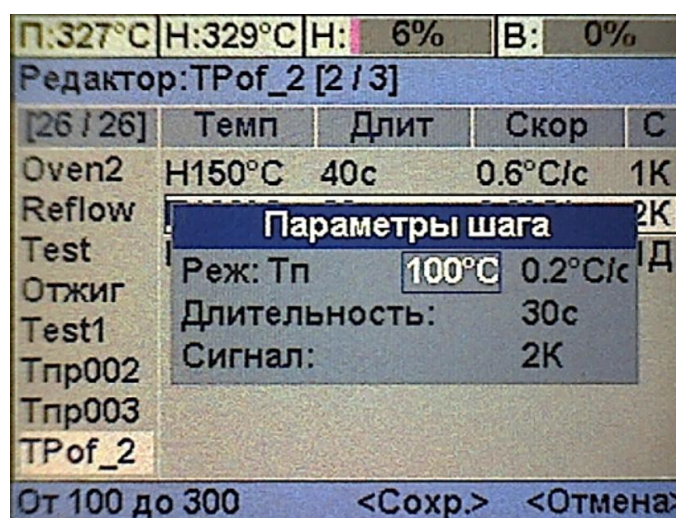 П:327°C Н:329°C Н: 6% В: 0%
Редактор:TPof_2 [2 / 3]
[26 / 26] Темп Длит Скор С
Oven2 Н150°C 40с 0.6°C/с 1К
Reflow 2К
Test Д
Отжиг
Test1
Тпр002
Тпр003
TPof_2
Параметры шага
Реж: Тп 100°C 0.2°C/с
Длительность: 30с
Сигнал: 2К
От 100 до 300 <Сохр.> <Отмена>